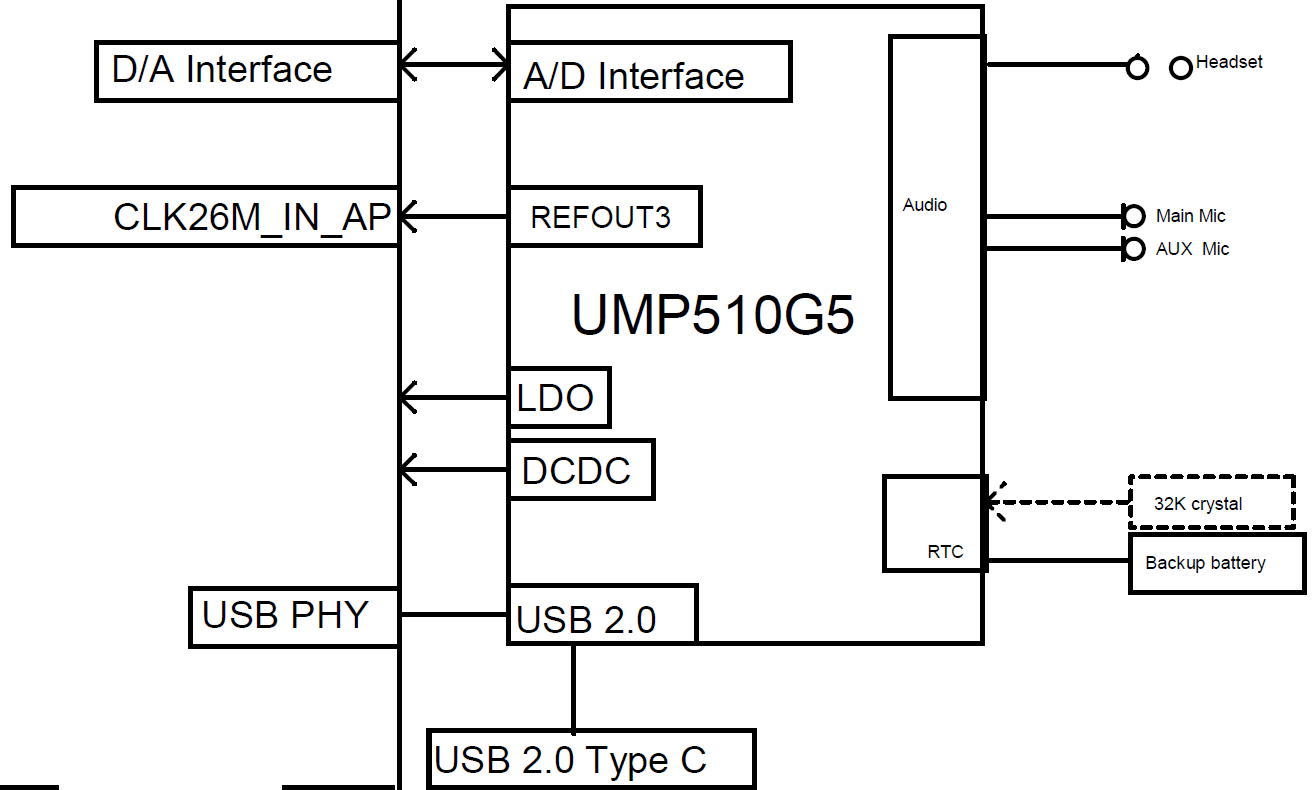 D/A Interface
A/D Interface
Headset
CLK26M_IN_AP
REFOUT3
Audio
Main Mic
AUX  Mic
UMP510G5
LDO
DCDC
32K crystal
RTC
Backup battery
USB PHY
USB 2.0
USB 2.0 Type C